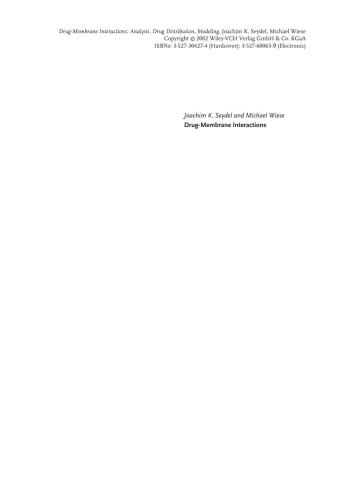 Drug-Membrane Interactions: Analysis, Drug Distribution, Modeling. Joachim K. Seydel, Michael Wiese
Copyright © 2002 Wiley-VCH Verlag GmbH & Co. KGaA
ISBNs: 3-527-30427-4 (Hardcover); 3-527-60063-9 (Electronic)
Joachim K. Seydel and Michael Wiese
Drug-Membrane Interactions